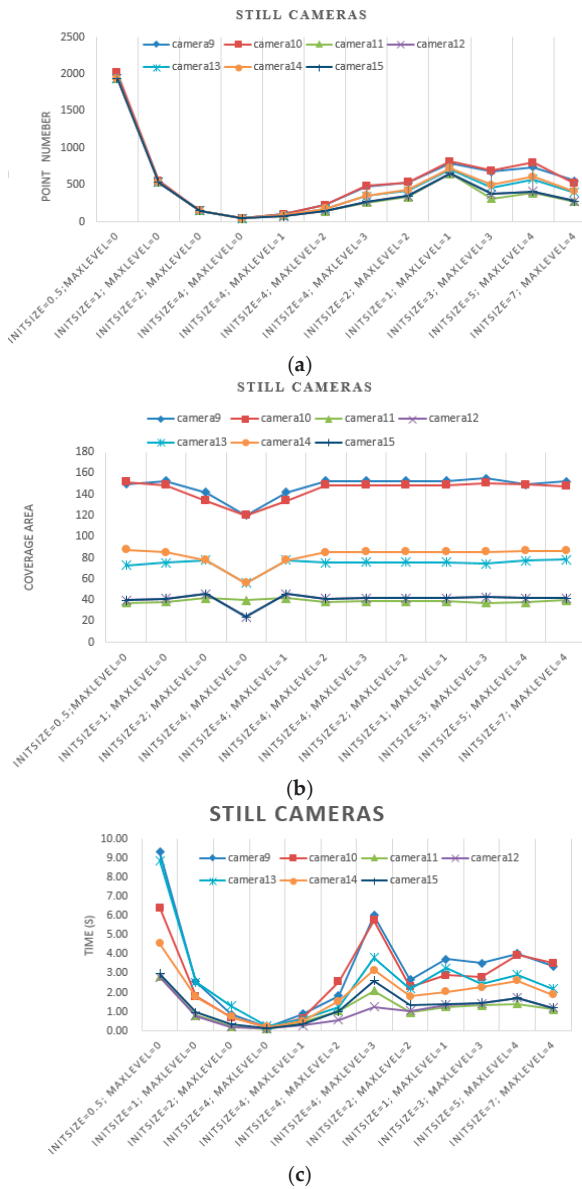 STILL CAMERAS
camera9 camera10 camera11 camera12
camera13 camera14 camera15
POINT NUMEBER
2500
2000
1500
1000
500
0
INITSIZE=0.5; MAXLEVEL=0
INITSIZE=1; MAXLEVEL=0
INITSIZE=2; MAXLEVEL=0
INITSIZE=4; MAXLEVEL=0
INITSIZE=4; MAXLEVEL=1
INITSIZE=4; MAXLEVEL=2
INITSIZE=4; MAXLEVEL=3
INITSIZE=2; MAXLEVEL=2
INITSIZE=1; MAXLEVEL=1
INITSIZE=3; MAXLEVEL=3
INITSIZE=5; MAXLEVEL=4
INITSIZE=7; MAXLEVEL=4
(a)
STILL CAMERAS
camera9 camera10 camera11 camera12
camera13 camera14 camera15
COVERAGE AREA
180
160
140
120
100
80
60
40
20
0
INITSIZE=0.5; MAXLEVEL=0
INITSIZE=1; MAXLEVEL=0
INITSIZE=2; MAXLEVEL=0
INITSIZE=4; MAXLEVEL=0
INITSIZE=4; MAXLEVEL=1
INITSIZE=4; MAXLEVEL=2
INITSIZE=4; MAXLEVEL=3
INITSIZE=2; MAXLEVEL=2
INITSIZE=1; MAXLEVEL=1
INITSIZE=3; MAXLEVEL=3
INITSIZE=5; MAXLEVEL=4
INITSIZE=7; MAXLEVEL=4
(b)
STILL CAMERAS
camera9 camera10 camera11 camera12
camera13 camera14 camera15
TIME (S)
10.00
9.00
8.00
7.00
6.00
5.00
4.00
3.00
2.00
1.00
0.00
INITSIZE=0.5; MAXLEVEL=0
INITSIZE=1; MAXLEVEL=0
INITSIZE=2; MAXLEVEL=0
INITSIZE=4; MAXLEVEL=0
INITSIZE=4; MAXLEVEL=1
INITSIZE=4; MAXLEVEL=2
INITSIZE=4; MAXLEVEL=3
INITSIZE=2; MAXLEVEL=2
INITSIZE=1; MAXLEVEL=1
INITSIZE=3; MAXLEVEL=3
INITSIZE=5; MAXLEVEL=4
INITSIZE=7; MAXLEVEL=4
(c)